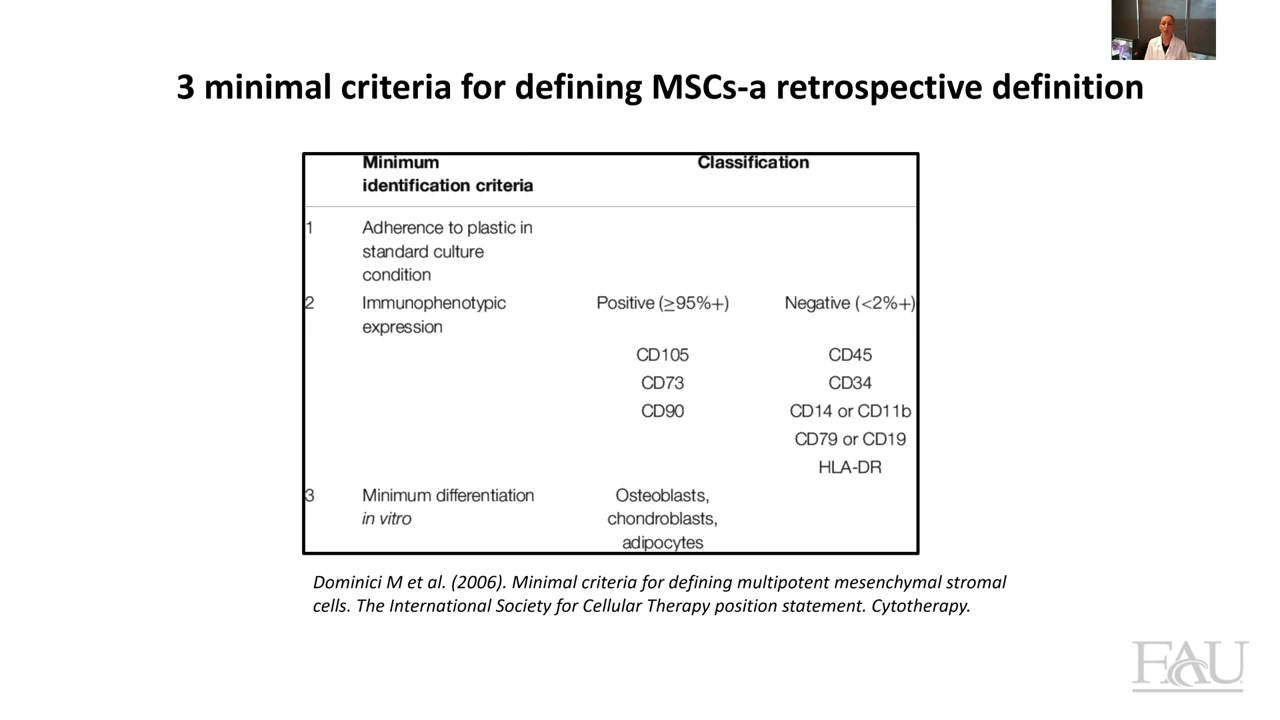 3 minimal criteria for defining MSCs-a retrospective definition
Minimum
identification criteria
Classification
1
Adherence to plastic in
standard culture
condition
2
Immunophenotypic
expression
Positive (≥95%+)
Negative (<2%+)
CD105
CD45
CD73
CD34
CD90
CD14 or CD11b
CD79 or CD19
HLA-DR
3
Minimum differentiation
in vitro
Osteoblasts,
chondroblasts,
adipocytes
Dominici M et al. (2006). Minimal criteria for defining multipotent mesenchymal stromal
cells. The International Society for Cellular Therapy position statement. Cytotherapy.
FAU